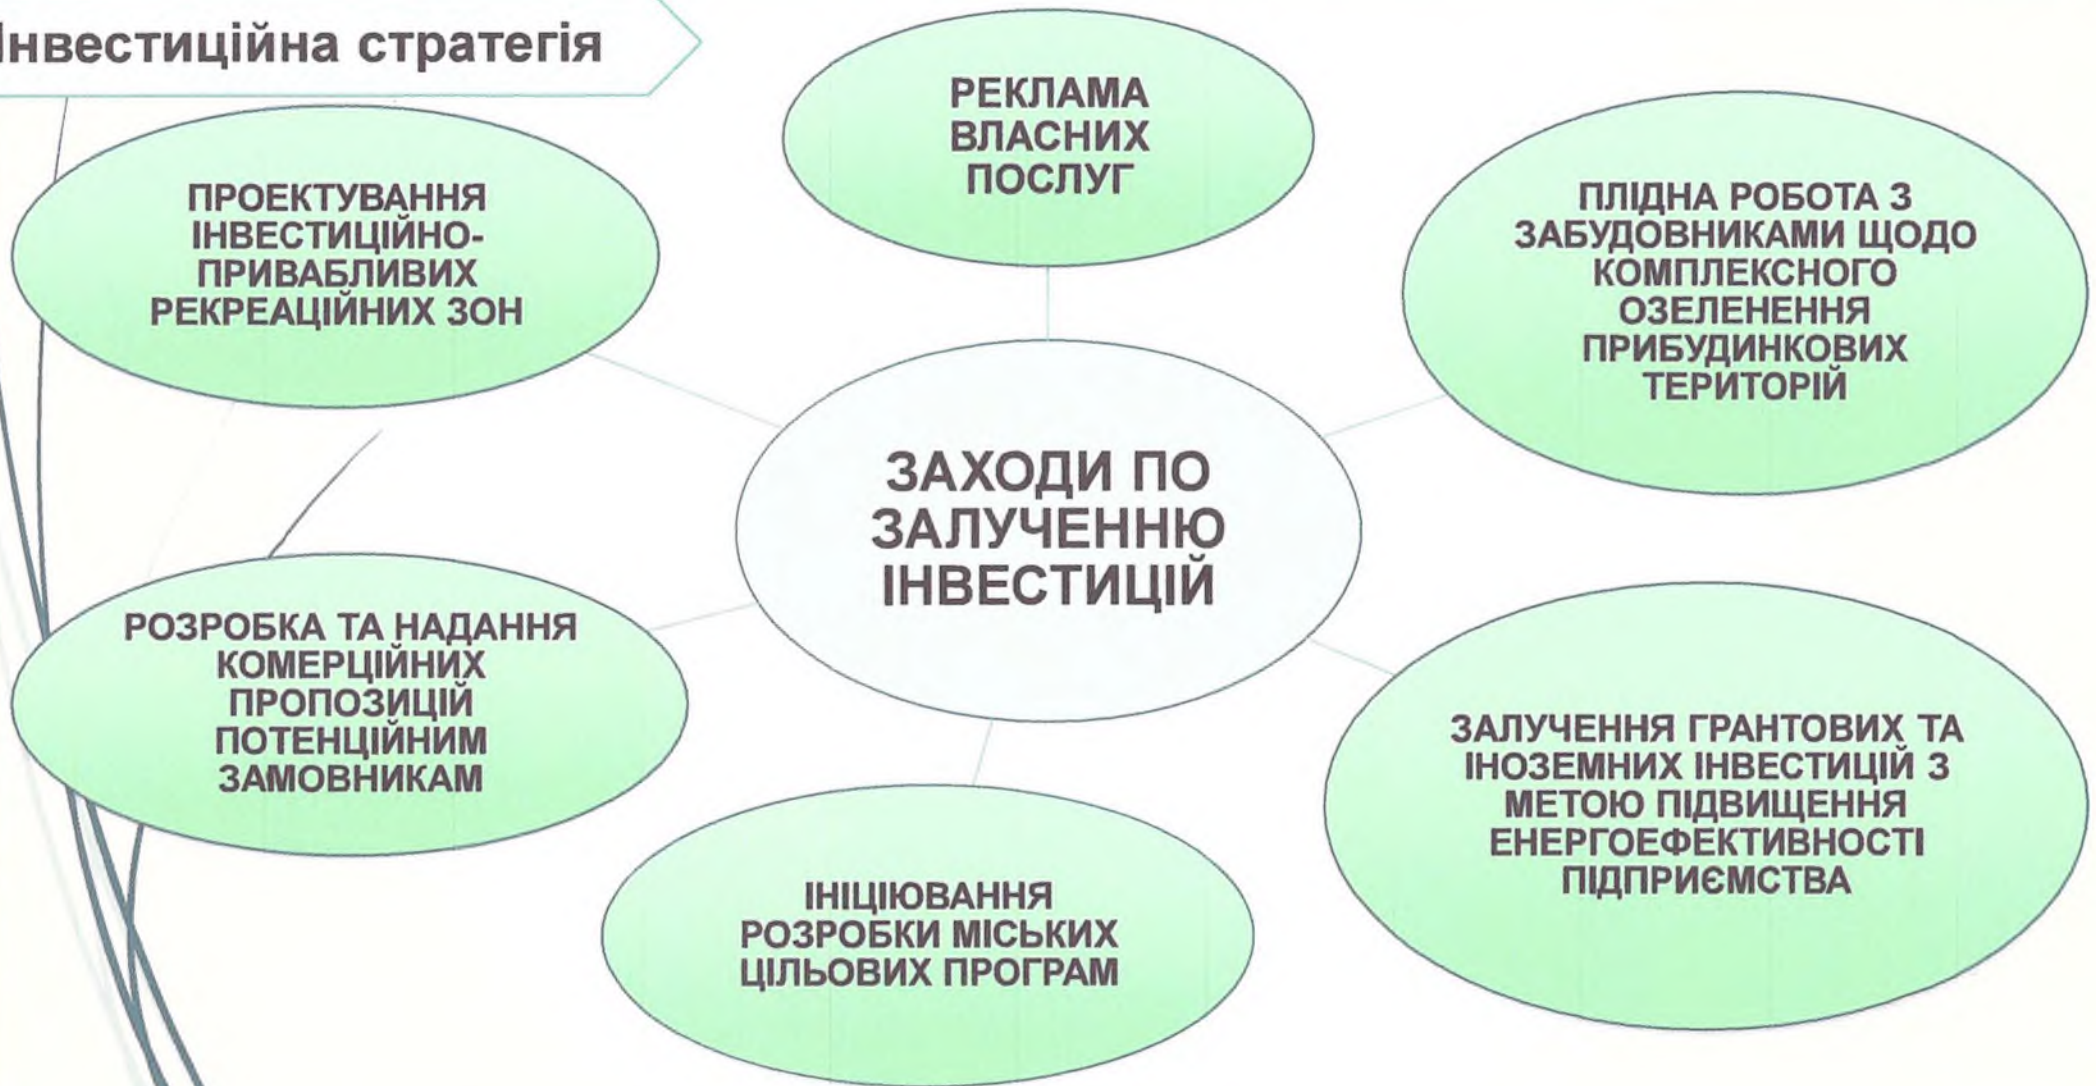 Інвестиційна стратегія
РЕКЛАМА
ВЛАСНИХ
ПОСЛУГ
ПРОЕКТУВАННЯ
ІНВЕСТИЦІЙНО-
ПРИВАБЛИВИХ
РЕКРЕАЦІЙНИХ ЗОН
ПЛІДНА РОБОТА З
ЗАБУДОВНИКАМИ ЩОДО
КОМПЛЕКСНОГО
ОЗЕЛЕНЕННЯ
ПРИБУДИНКОВИХ
ТЕРИТОРІЙ
ЗАХОДИ ПО
ЗАЛУЧЕННЮ
ІНВЕСТИЦІЙ
РОЗРОБКА ТА НАДАННЯ
КОМЕРЦІЙНИХ
ПРОПОЗИЦІЙ
ПОТЕНЦІЙНИМ
ЗАМОВНИКАМ
ЗАЛУЧЕННЯ ГРАНТОВИХ ТА
ІНОЗЕМНИХ ІНВЕСТИЦІЙ З
МЕТОЮ ПІДВИЩЕННЯ
ЕНЕРГОЕФЕКТИВНОСТІ
ПІДПРИЄМСТВА
ІНІЦІЮВАННЯ
РОЗРОБКИ МІСЬКИХ
ЦІЛЬОВИХ ПРОГРАМ